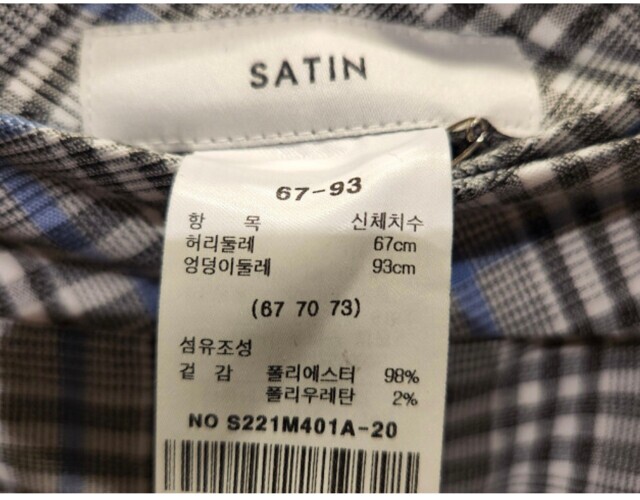 SATIN
67-93
항 목 신체치수
허리둘레 67cm
엉덩이둘레 93cm
(67 70 73)
섬유조성
겉 감 폴리에스터 98%
폴리우레탄 2%
NO S221M401A-20